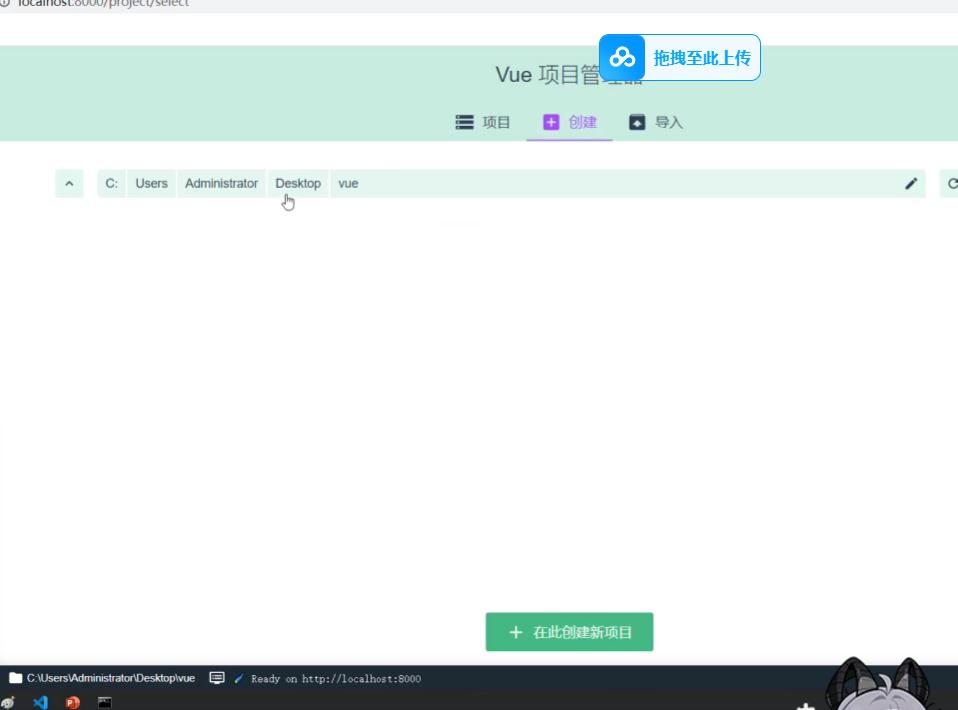 localhost:8000/project/select
拖拽至此上传
Vue 项目管理器
项目 创建 导入
C: Users Administrator Desktop vue
在此创建新项目
C:\Users\Administrator\Desktop\vue Ready on http://localhost:8000